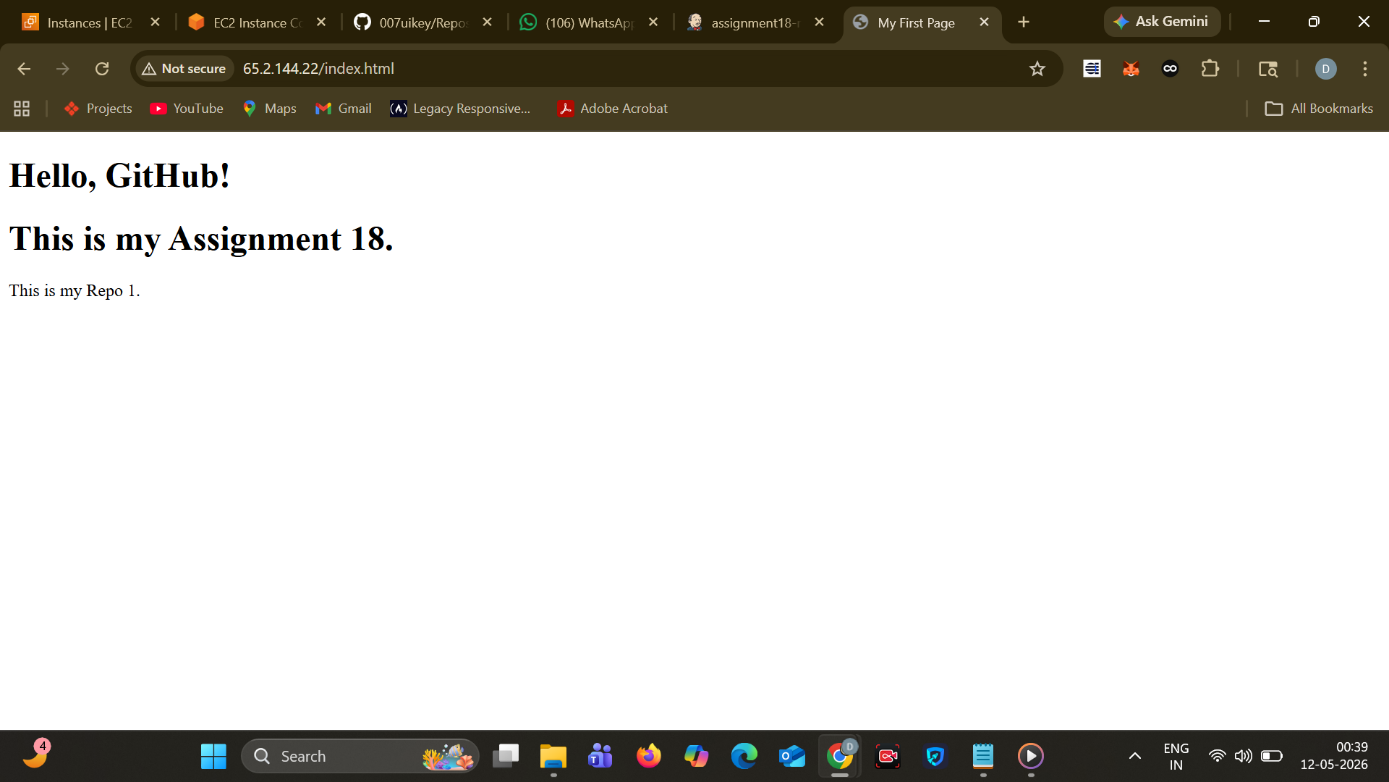 Instances | EC2
EC2 Instance Co
007uikey/Repo
(106) WhatsApp
assignment18-
My First Page
Ask Gemini
Not secure
65.2.144.22/index.html
D
Projects
YouTube
Maps
Gmail
Legacy Responsive...
Adobe Acrobat
All Bookmarks
Hello, GitHub!
This is my Assignment 18.
This is my Repo 1.
4
Search
D
ENG
IN
00:39
12-05-2026